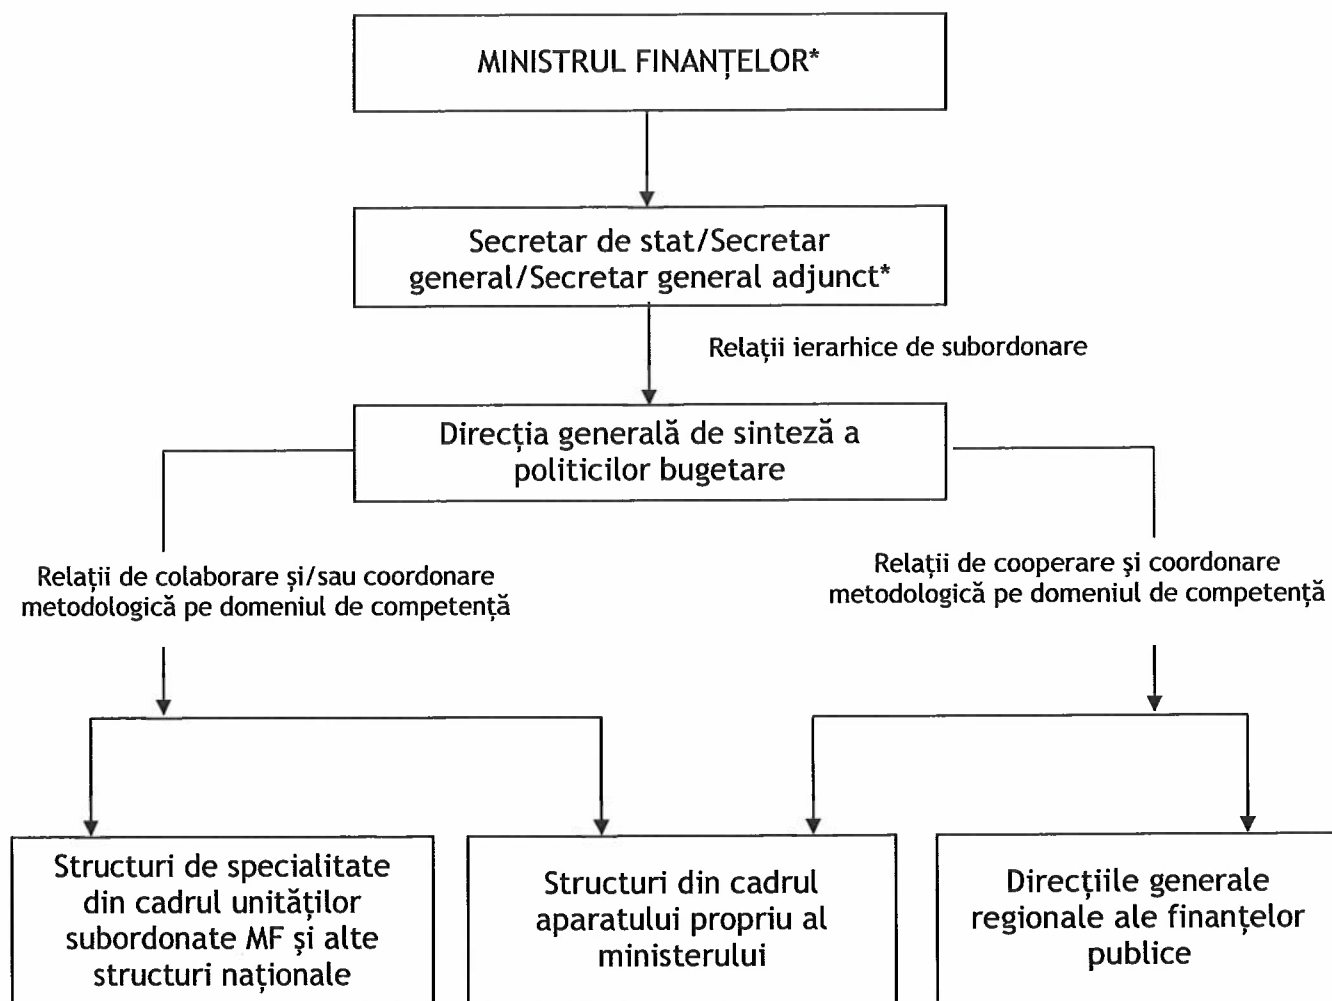 MINISTRUL FINANȚELOR*
Secretar de stat/Secretar
general/Secretar general adjunct*
Relații ierarhice de subordonare
Direcția generală de sinteză a
politicilor bugetare
Relații de colaborare și/sau coordonare
metodologică pe domeniul de competență
Relații de cooperare și coordonare
metodologică pe domeniul de competență
Structuri de specialitate
din cadrul unităților
subordonate MF și alte
structuri naționale
Structuri din cadrul
aparatului propriu al
ministerului
Direcțiile generale
regionale ale finanțelor
publice